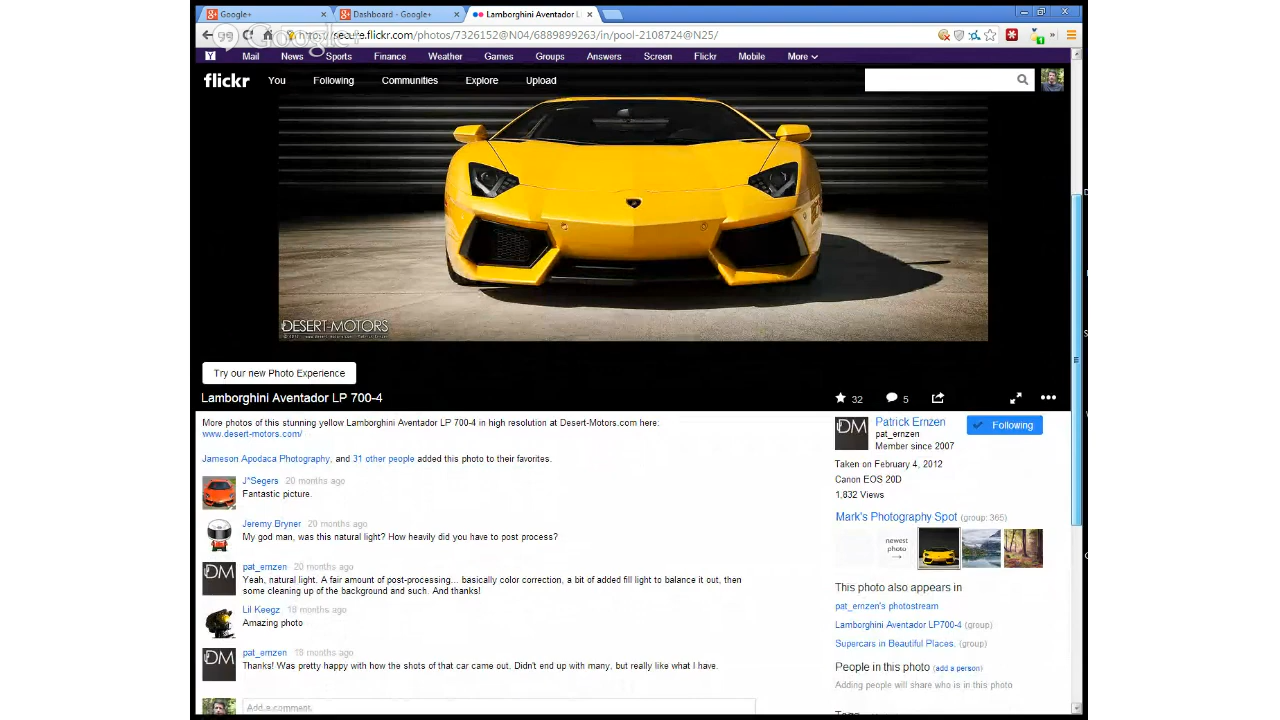 Google+
Dashboard - Google+
Lamborghini Aventador L
secure.flickr.com/photos/7326152@N04/6889899263/in/pool-2108724@N25/
Google+
Y Mail News Sports Finance Weather Games Groups Answers Screen Flickr Mobile More
flickr You Following Communities Explore Upload
DESERT-MOTORS
Try our new Photo Experience
Lamborghini Aventador LP 700-4
32 5
More photos of this stunning yellow Lamborghini Aventador LP 700-4 in high resolution at Desert-Motors.com here:
www.desert-motors.com/
Jameson Apodaca Photography, and 31 other people added this photo to their favorites.
J*Segers 20 months ago
Fantastic picture.
Jeremy Bryner 20 months ago
My god man, was this natural light? How heavily did you have to post process?
DM
pat_ernzen 20 months ago
Yeah, natural light. A fair amount of post-processing... basically color correction, a bit of added fill light to balance it out, then
some cleaning up of the background and such. And thanks!
Lil Keegz 19 months ago
Amazing photo
DM
pat_ernzen 19 months ago
Thanks! Was pretty happy with how the shots of that car came out. Didn't end up with many, but really like what I have.
Add a comment
DM
Patrick Ernzen
Following
pat_ernzen
Member since 2007
Taken on February 4, 2012
Canon EOS 20D
1,832 Views
Mark's Photography Spot (group: 365)
newest
photo
→
This photo also appears in
pat_ernzen's photostream
Lamborghini Aventador LP700-4 (group)
Supercars in Beautiful Places. (group)
People in this photo (add a person)
Adding people will share who is in this photo
Tags